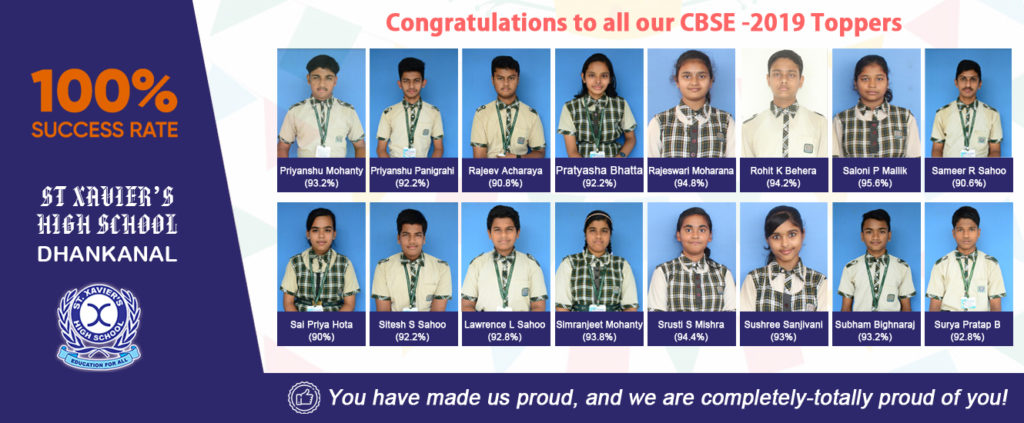 Congratulations to all our CBSE -2019 Toppers
100%
SUCCESS RATE
ST XAVIER'S
HIGH SCHOOL
DHANKANAL
ST. XAVIER'S
HIGH SCHOOL
EDUCATION FOR ALL
Priyanshu Mohanty
(93.2%)
Priyanshu Panigrahi
(92.2%)
Rajeev Acharaya
(90.8%)
Pratyasha Bhatta
(92.2%)
Rajeswari Moharana
(94.8%)
Rohit K Behera
(94.2%)
Saloni P Mallik
(95.6%)
Sameer R Sahoo
(90.6%)
Sai Priya Hota
(90%)
Sitesh S Sahoo
(92.2%)
Lawrence L Sahoo
(92.8%)
Simranjeet Mohanty
(93.8%)
Srusti S Mishra
(94.4%)
Sushree Sanjivani
(93%)
Subham Bighnaraj
(93.2%)
Surya Pratap B
(92.8%)
You have made us proud, and we are completely-totally proud of you!